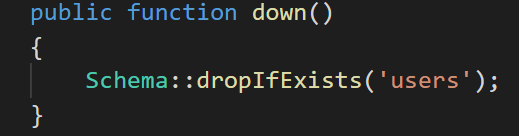 public function down()
{
    Schema::dropIfExists('users');
}